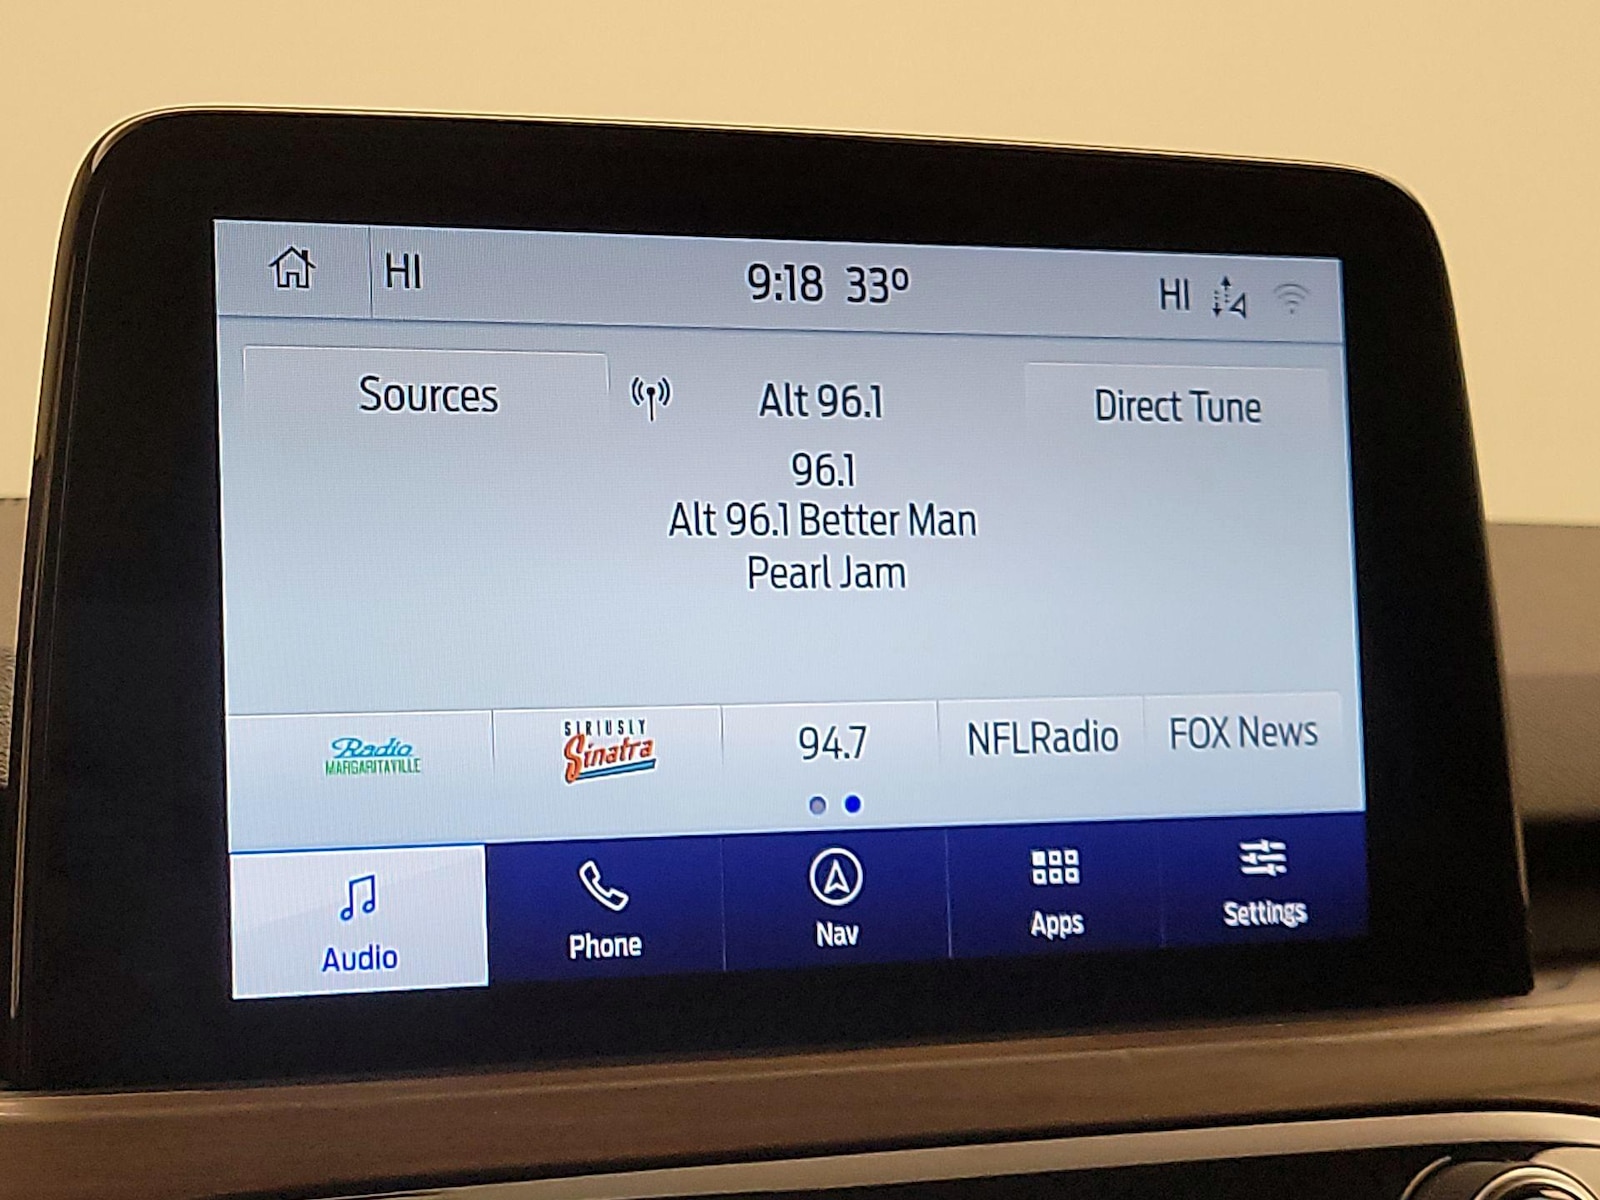 HI 9:18 33° HI
Sources Alt 96.1 Direct Tune
96.1
Alt 96.1 Better Man
Pearl Jam
Radio
MARGARITAVILLE
SIRIUSLY
Sinatra
94.7
NFLRadio
FOX News
Audio Phone Nav Apps Settings